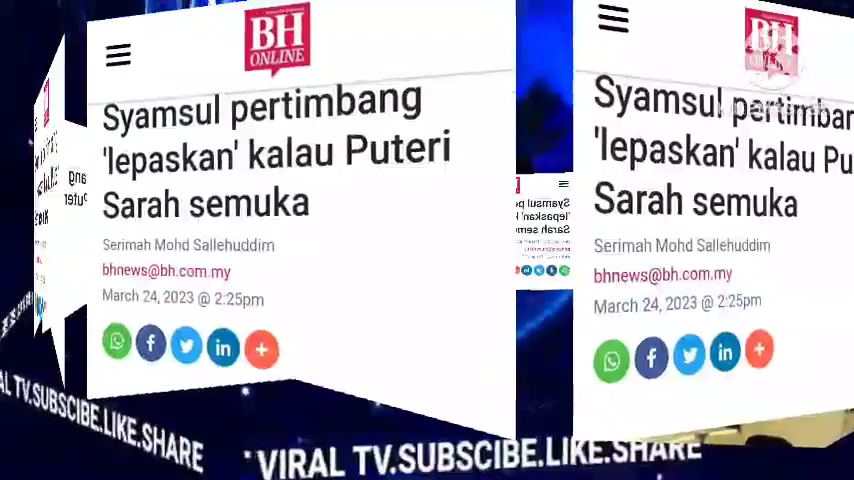 BH
ONLINE
Syamsul pertimbang
'lepaskan' kalau Puteri
Sarah semuka
Serimah Mohd Sallehuddim
bhnews@bh.com.my
March 24, 2023 @ 2:25pm
BH
Syamsul pertimban
'lepaskan' kalau Pu
Sarah semuka
Serimah Mohd Sallehuddim
bhnews@bh.com.my
March 24, 2023 @ 2:25pm
AL TV.SUBSCIBE.LIKE.SHARE
VIRAL TV.SUBSCIBE.LIKE.SHARE